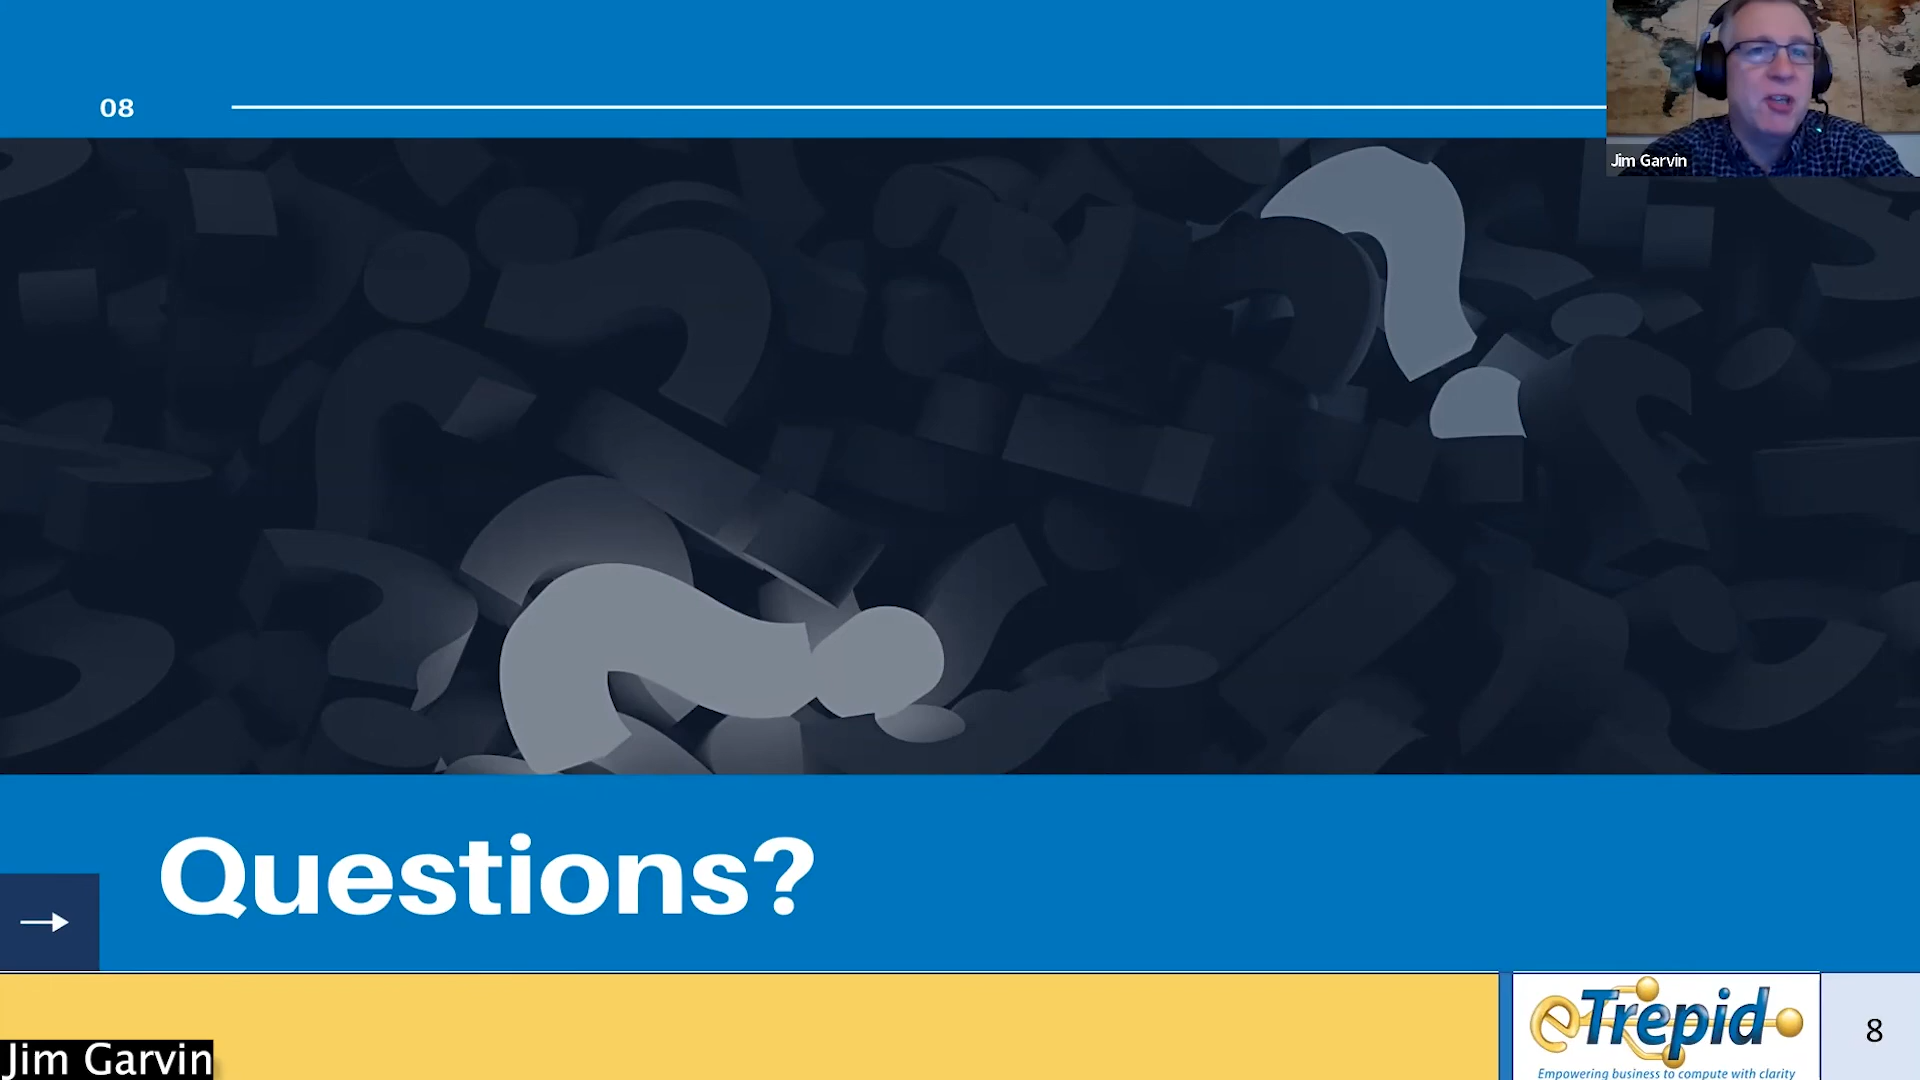 08
Jim Garvin
Questions?
eTrepid
Empowering business to compute with clarity
8
Jim Garvin